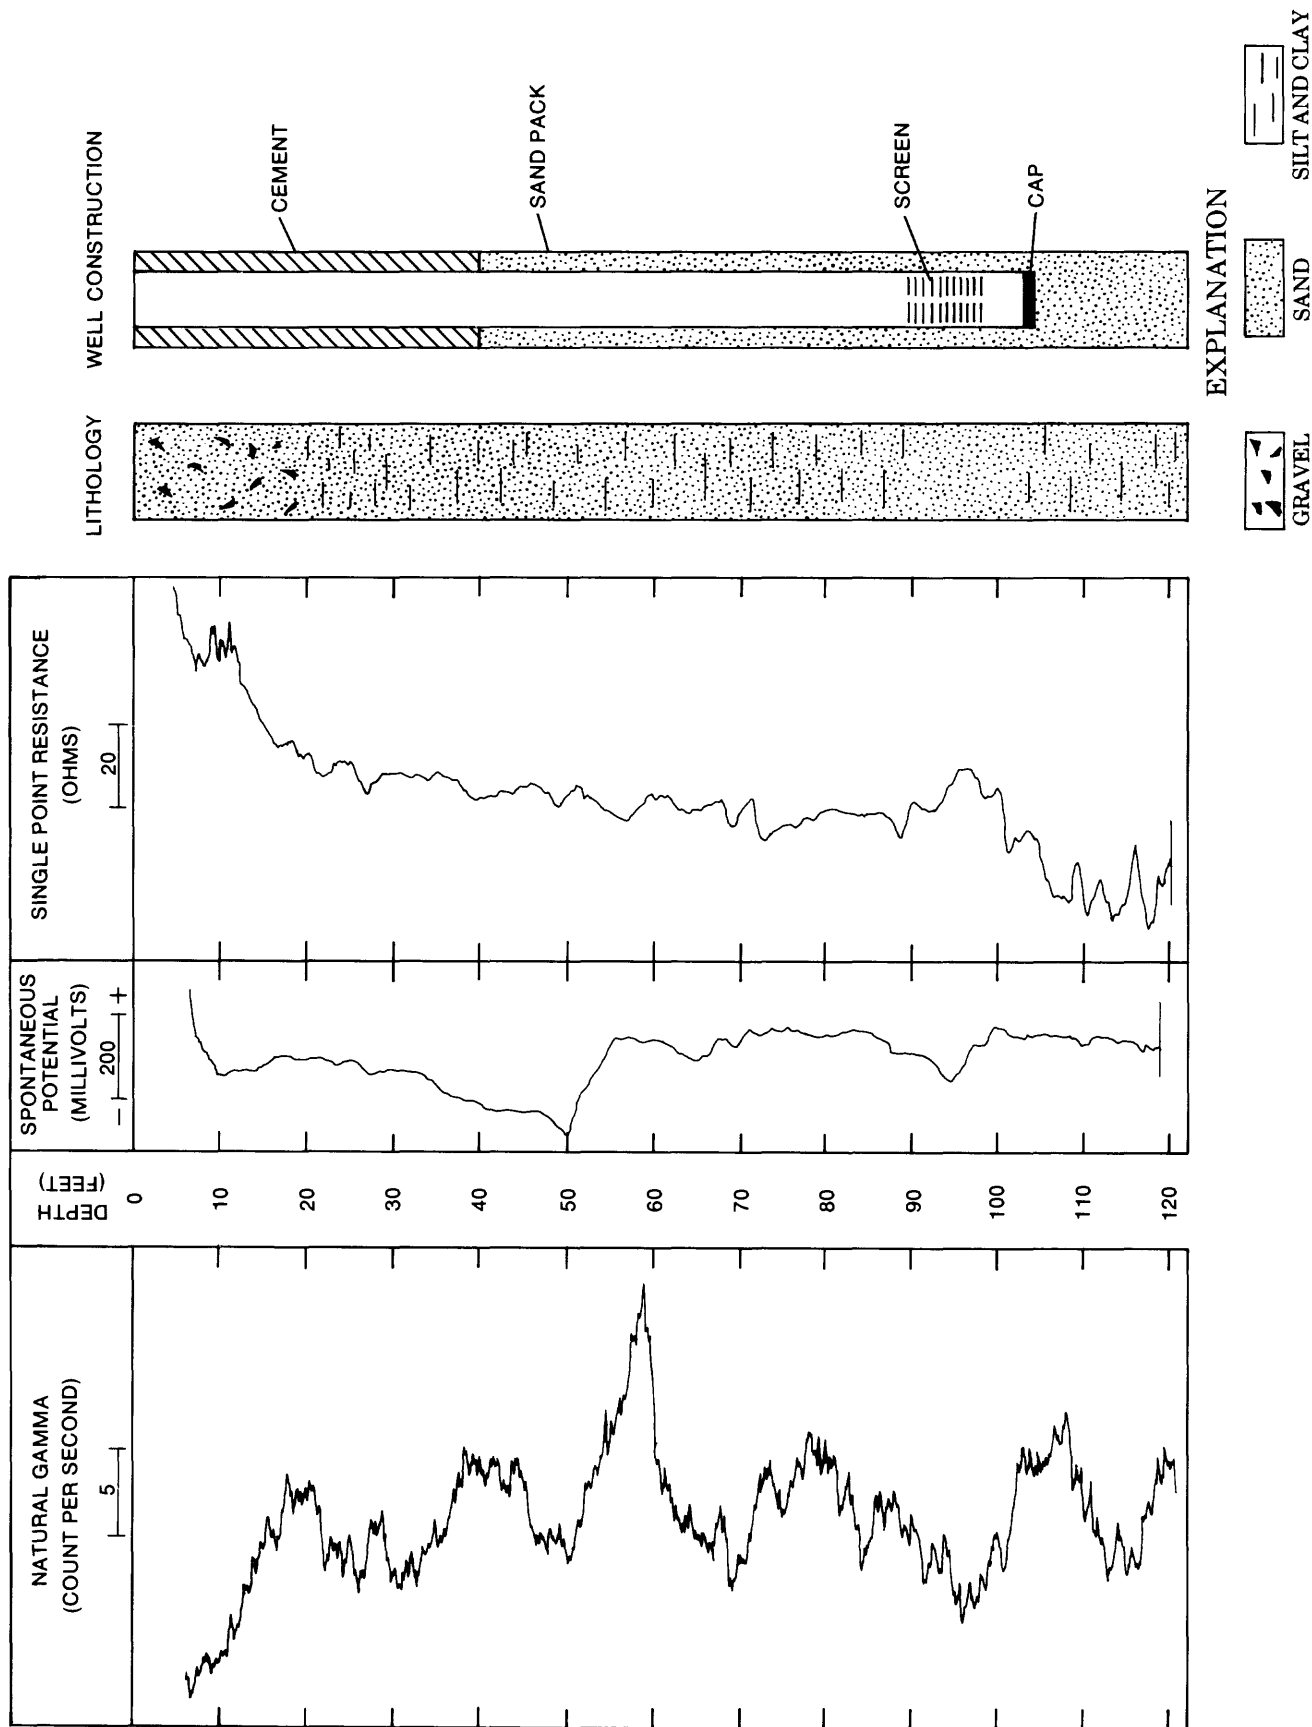 NATURAL GAMMA
(COUNT PER SECOND)
5
DEPTH
(FEET)
0
10
20
30
40
50
60
70
80
90
100
110
120
SPONTANEOUS
POTENTIAL
(MILLIVOLTS)
— 200 +
SINGLE POINT RESISTANCE
(OHMS)
20
LITHOLOGY
WELL CONSTRUCTION
CEMENT
SAND PACK
SCREEN
CAP
EXPLANATION
GRAVEL
SAND
SILT AND CLAY